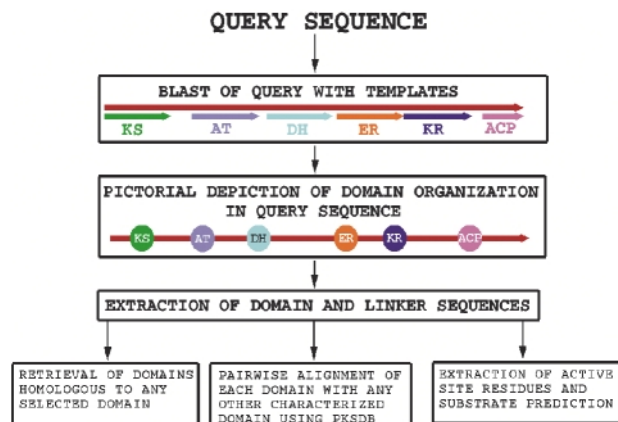 QUERY SEQUENCE
BLAST OF QUERY WITH TEMPLATES
KS AT DH ER KR ACP
PICTORIAL DEPICTION OF DOMAIN ORGANIZATION
IN QUERY SEQUENCE
KS AT DH ER KR ACP
EXTRACTION OF DOMAIN AND LINKER SEQUENCES
RETRIEVAL OF DOMAINS
HOMOLOGOUS TO ANY
SELECTED DOMAIN
PAIRWISE ALIGNMENT OF
EACH DOMAIN WITH ANY
OTHER CHARACTERIZED
DOMAIN USING PKSDB
EXTRACTION OF ACTIVE
SITE RESIDUES AND
SUBSTRATE PREDICTION